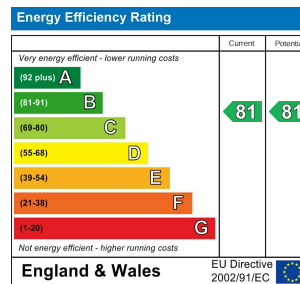 Energy Efficiency Rating
Current Potentia
Very energy efficient - lower running costs
(92 plus) A
(81-91) B
81 81
(69-80) C
(55-68) D
(39-54) E
(21-38) F
(1-20) G
Not energy efficient - higher running costs
England & Wales
EU Directive
2002/91/EC